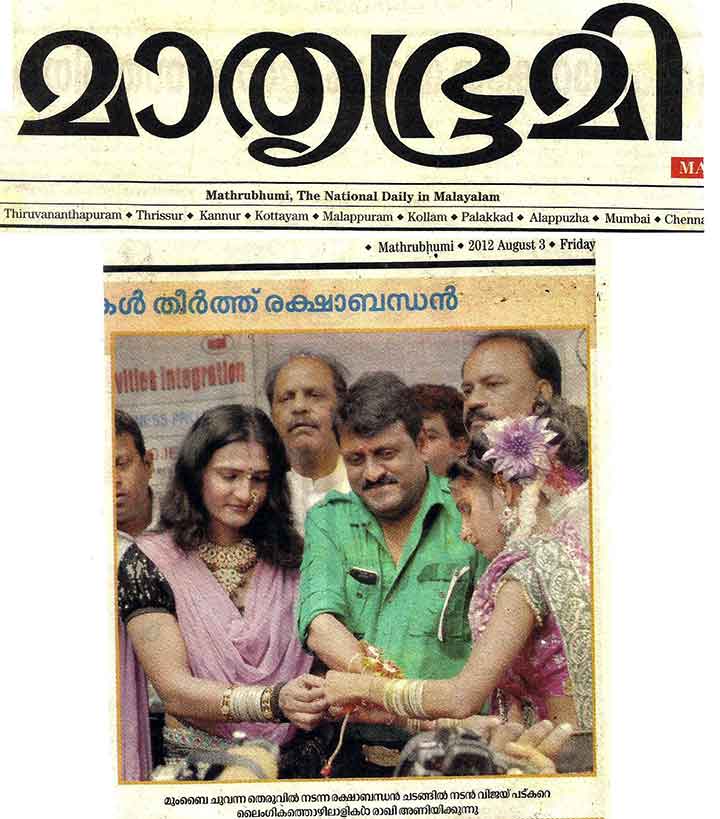 മാതൃഭൂമി
MA
Mathrubhumi, The National Daily in Malayalam
Thiruvananthapuram ◆ Thrissur ◆ Kannur ◆ Kottayam ◆ Malappuram ◆ Kollam ◆ Palakkad ◆ Alappuzha ◆ Mumbai ◆ Chenna
◆ Mathrubhumi ◆ 2012 August 3 ◆ Friday
കൾ തീർത്ത് രക്ഷാബന്ധൻ
vities Integration
മുംബൈ ചുവന്ന തെരുവിൽ നടന്ന രക്ഷാബന്ധൻ ചടങ്ങിൽ നടൻ വിജയ് പട്കറെ
ലൈംഗികത്തൊഴിലാളികൾ രാഖി അണിയിക്കുന്നു